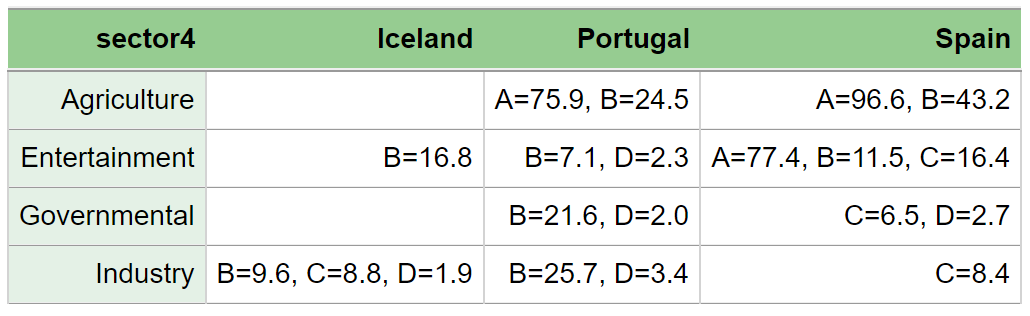 sector4 Iceland Portugal Spain
Agriculture A=75.9, B=24.5 A=96.6, B=43.2
Entertainment B=16.8 B=7.1, D=2.3 A=77.4, B=11.5, C=16.4
Governmental B=21.6, D=2.0 C=6.5, D=2.7
Industry B=9.6, C=8.8, D=1.9 B=25.7, D=3.4 C=8.4